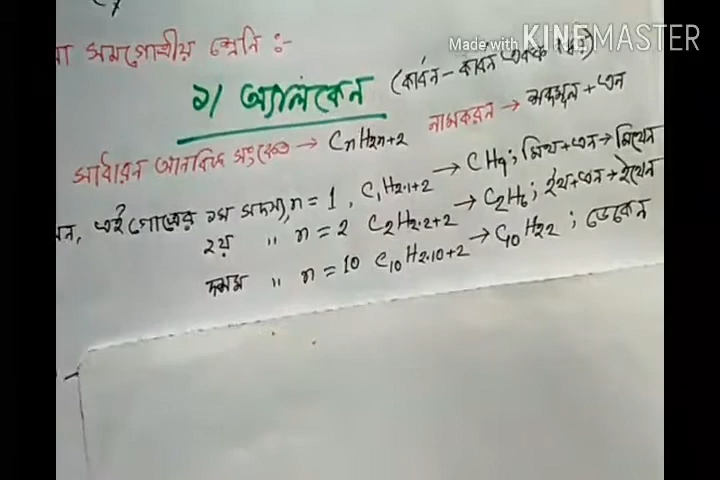 Made with KINEMASTER
সমগোত্রীয় শ্রেনি :-
১/ অ্যালকেন (কার্বন - কার্বন একক বন্ধন)
সাধারন আনবিক সংকেত → CnH2n+2 নামকরন → শব্দমূল + এন
এই গোত্রের ১ম সদস্য, n = 1, C1H2.1+2 → CH4; মিথ+এন→মিথেন
২য় " n = 2 C2H2.2+2 → C2H6; ইথ+এন→ইথেন
দশম " n = 10 C10H2.10+2 → C10H22; ডেকেন